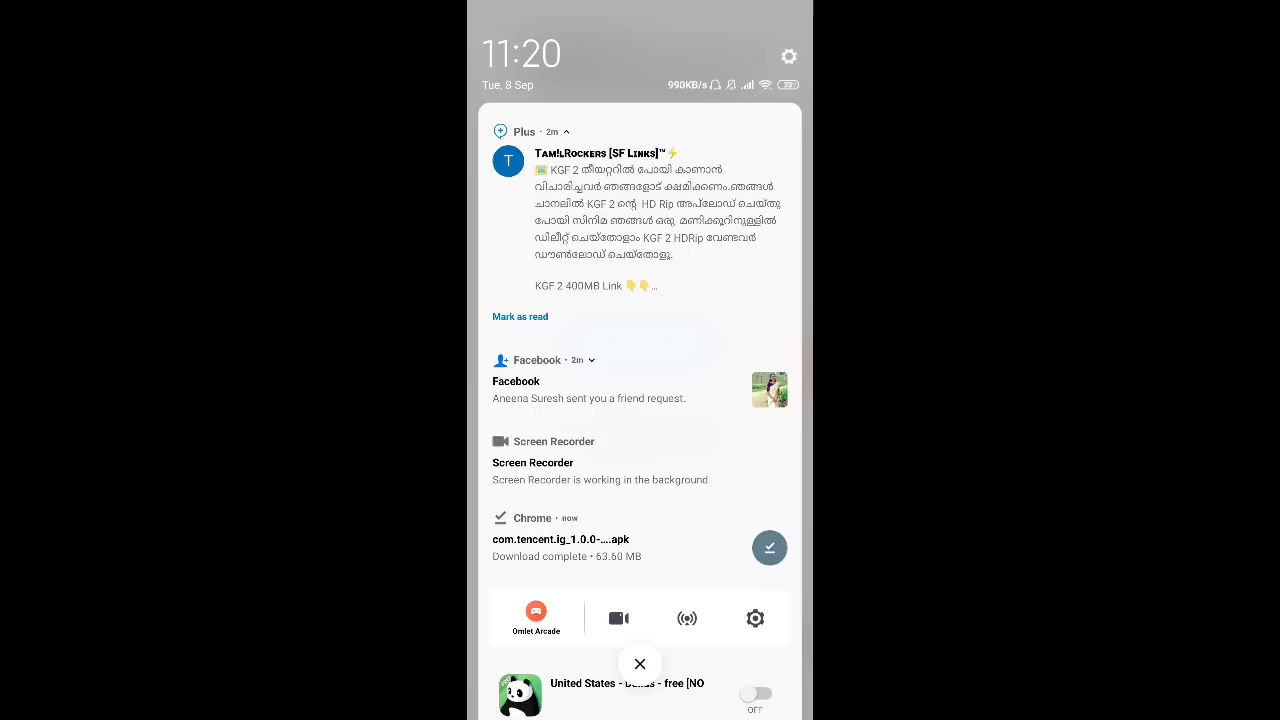 11:20
Tue, 8 Sep
990KB/s 73
Plus · 2m
T
TᴀᴍꜝʟRᴏᴄᴋᴇʀs [SF Lɪɴᴋs]™⚡
🖼 KGF 2 തീയറ്ററിൽ പോയി കാണാൻ
വിചാരിച്ചവർ ഞങ്ങളോട് ക്ഷമിക്കണം.ഞങ്ങൾ
ചാനലിൽ KGF 2 ന്റെ HD Rip അപ്‌ലോഡ് ചെയ്തു
പോയി സിനിമ ഞങ്ങൾ ഒരു മണിക്കൂറിനുള്ളിൽ
ഡിലീറ്റ് ചെയ്തോളാം KGF 2 HDRip വേണ്ടവർ
ഡൗൺലോഡ് ചെയ്തോളൂ.
KGF 2 400MB Link 👇👇…
Mark as read
Facebook · 2m
Facebook
Aneena Suresh sent you a friend request.
Screen Recorder
Screen Recorder
Screen Recorder is working in the background
Chrome · now
com.tencent.ig_1.0.0-....apk
Download complete • 63.60 MB
Omlet Arcade
United States - - free [NO
OFF